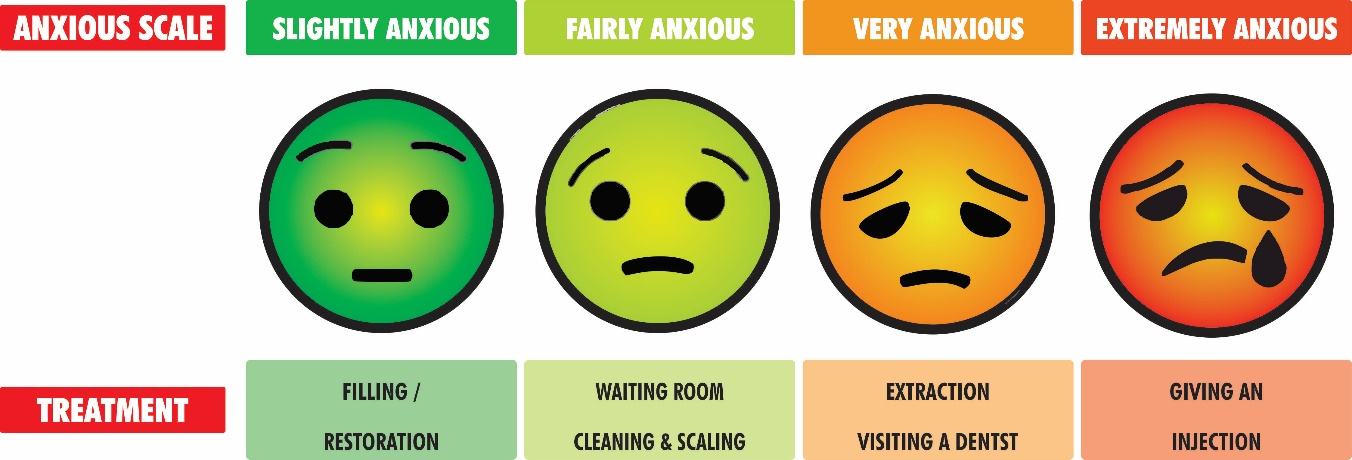 ANXIOUS SCALE
SLIGHTLY ANXIOUS
FAIRLY ANXIOUS
VERY ANXIOUS
EXTREMELY ANXIOUS
TREATMENT
FILLING /
RESTORATION
WAITING ROOM
CLEANING & SCALING
EXTRACTION
VISITING A DENTST
GIVING AN
INJECTION